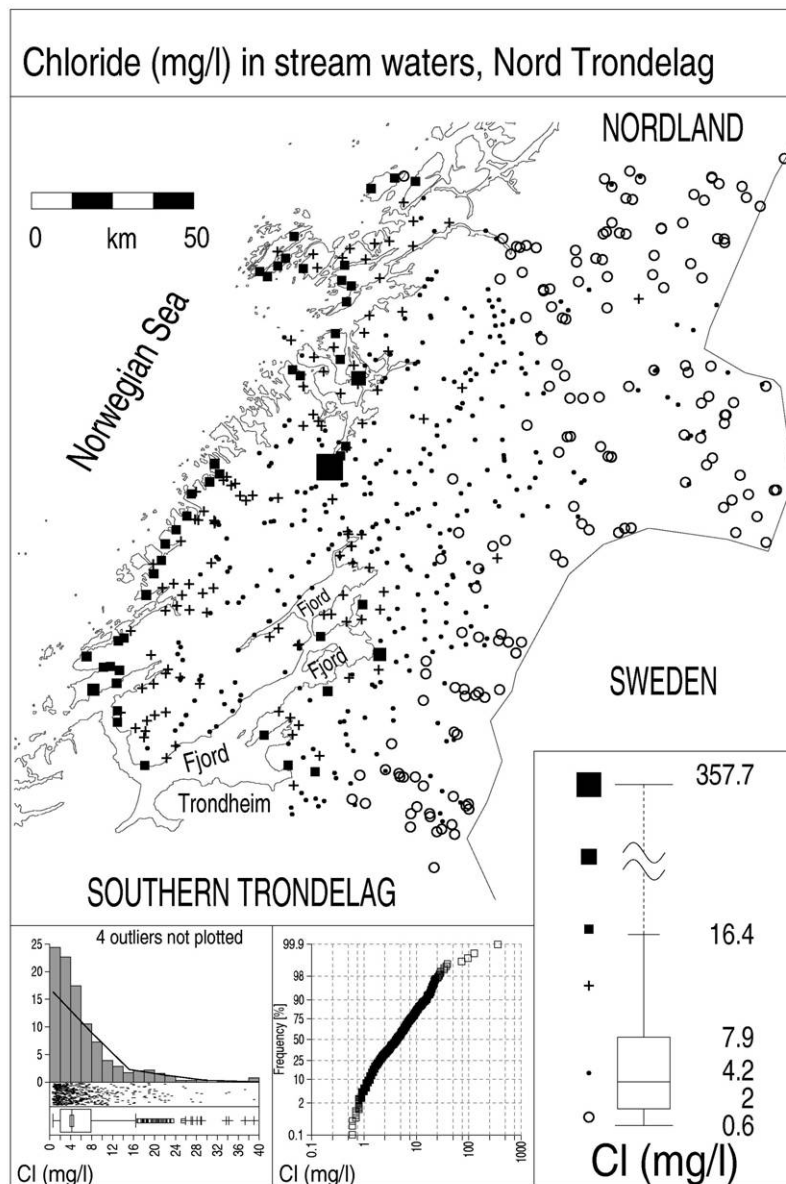 Chloride (mg/l) in stream waters, Nord Trondelag
NORDLAND
0 km 50
Norwegian Sea
Fjord
Fjord
SWEDEN
Fjord
Trondheim
SOUTHERN TRONDELAG
357.7
16.4
7.9
4.2
2
0.6
Cl (mg/l)
4 outliers not plotted
25
20
15
10
5
0
0 4 8 12 16 20 24 28 32 36 40
Cl (mg/l)
Frequency [%]
99.9
98
90
75
50
25
10
2
0.1
0.1 1 10 100 1000
Cl (mg/l)